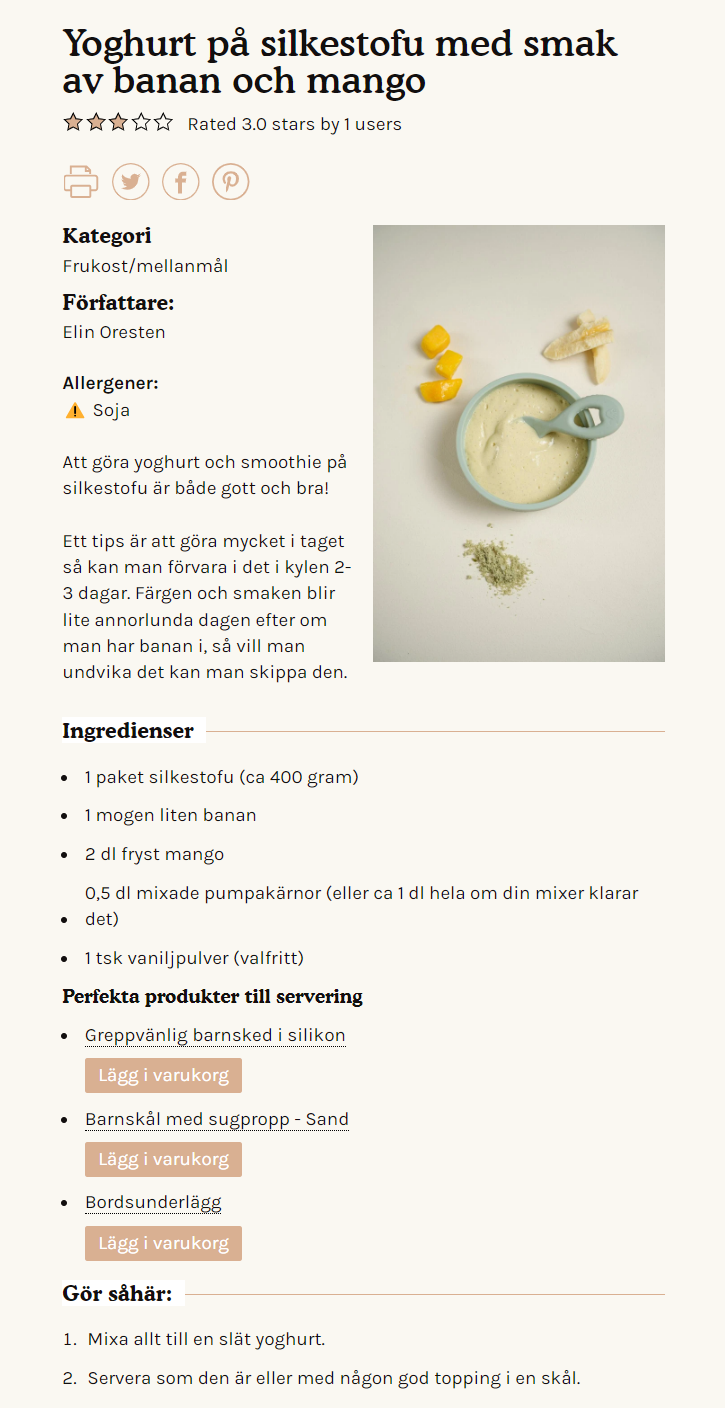 Yoghurt på silkestofu med smak
av banan och mango
Rated 3.0 stars by 1 users
Kategori
Frukost/mellanmål
Författare:
Elin Oresten
Allergener:
⚠️ Soja
Att göra yoghurt och smoothie på
silkestofu är både gott och bra!
Ett tips är att göra mycket i taget
så kan man förvara i det i kylen 2-
3 dagar. Färgen och smaken blir
lite annorlunda dagen efter om
man har banan i, så vill man
undvika det kan man skippa den.
Ingredienser
• 1 paket silkestofu (ca 400 gram)
• 1 mogen liten banan
• 2 dl fryst mango
0,5 dl mixade pumpakärnor (eller ca 1 dl hela om din mixer klarar
• det)
• 1 tsk vaniljpulver (valfritt)
Perfekta produkter till servering
• Greppvänlig barnsked i silikon
Lägg i varukorg
• Barnskål med sugpropp - Sand
Lägg i varukorg
• Bordsunderlägg
Lägg i varukorg
Gör såhär:
1. Mixa allt till en slät yoghurt.
2. Servera som den är eller med någon god topping i en skål.